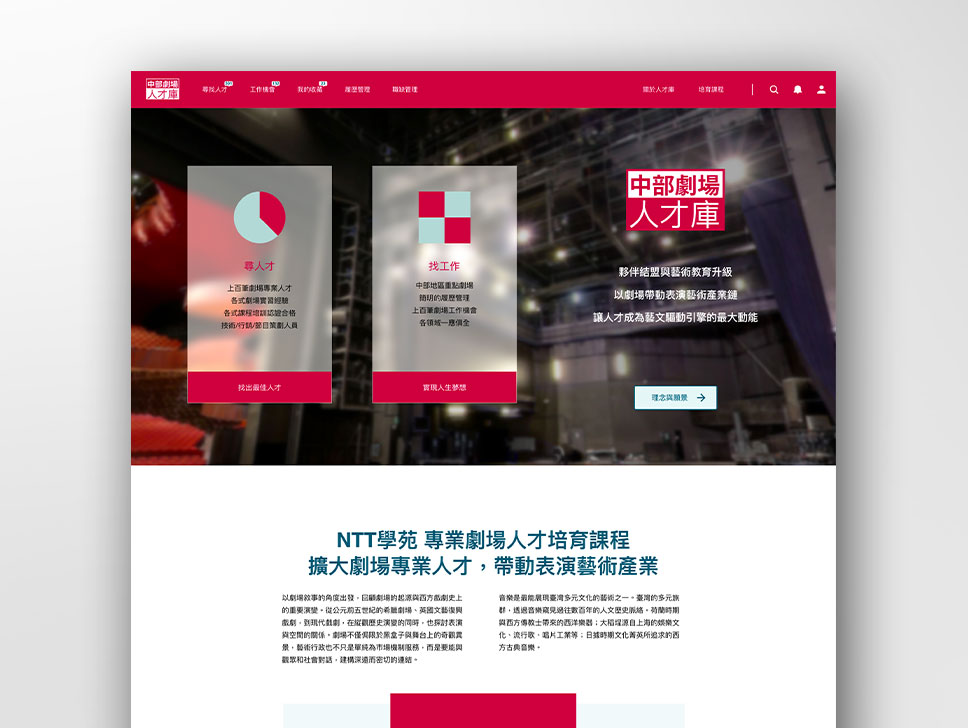 中部劇場
人才庫
尋找人才
工作機會
我的收藏
履歷管理
職缺管理
關於人才庫
培育課程
尋人才
上百筆劇場專業人才
各式劇場實習經驗
各式課程培訓認證合格
技術/行銷/節目策劃人員
找出最佳人才
找工作
中部地區重點劇場
簡明的履歷管理
上百筆劇場工作機會
各領域一應俱全
實現人生夢想
中部劇場
人才庫
夥伴結盟與藝術教育升級
以劇場帶動表演藝術產業鏈
讓人才成為藝文驅動引擎的最大動能
理念與願景
NTT學苑 專業劇場人才培育課程
擴大劇場專業人才，帶動表演藝術產業
以劇場敘事的角度出發，回顧劇場的起源與西方戲劇史上
的重要演變。從公元前五世紀的希臘劇場、英國文藝復興
戲劇，到現代戲劇，在縱觀歷史演變的同時，也探討表演
與空間的關係。劇場不僅侷限於黑盒子與舞台上的奇觀異
景，藝術行政也不只是單純為市場機制服務，而是要能與
觀眾和社會對話，建構深遠而密切的連結。
音樂是最能展現臺灣多元文化的藝術之一。臺灣的多元族
群，透過音樂窺見過往數百年的人文歷史脈絡。荷蘭時期
與西方傳教士帶來的西洋樂器；大稻埕源自上海的娛樂文
化、流行歌、唱片工業等；日據時期文化菁英所追求的西
方古典音樂。